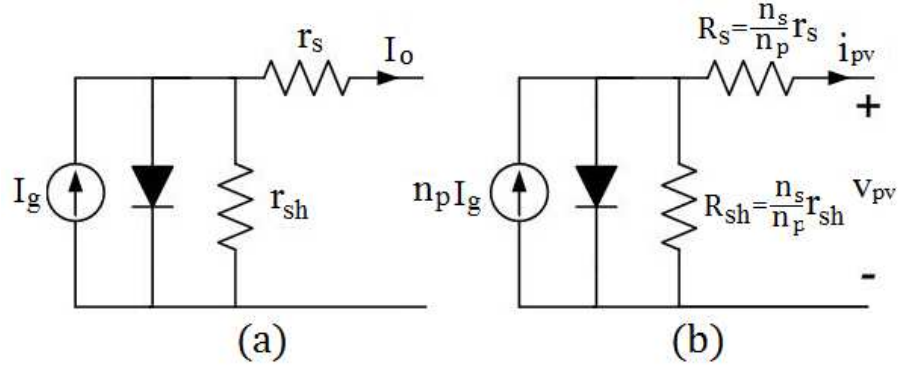 r_s
I_o
I_g
r_sh
(a)
R_s=n_s/n_p r_s
i_pv
+
n_pI_g
R_sh=n_s/n_p r_sh
v_pv
-
(b)